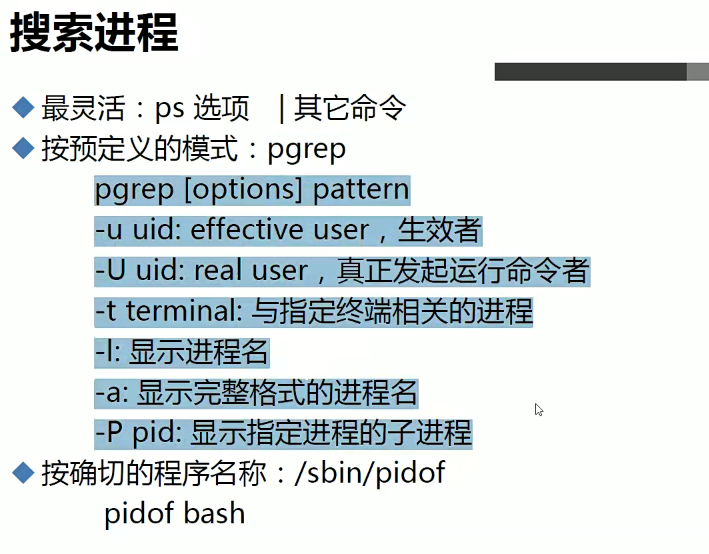 搜索进程
最灵活：ps 选项 | 其它命令
按预定义的模式：pgrep
pgrep [options] pattern
-u uid: effective user，生效者
-U uid: real user，真正发起运行命令者
-t terminal: 与指定终端相关的进程
-l: 显示进程名
-a: 显示完整格式的进程名
-P pid: 显示指定进程的子进程
按确切的程序名称：/sbin/pidof
pidof bash